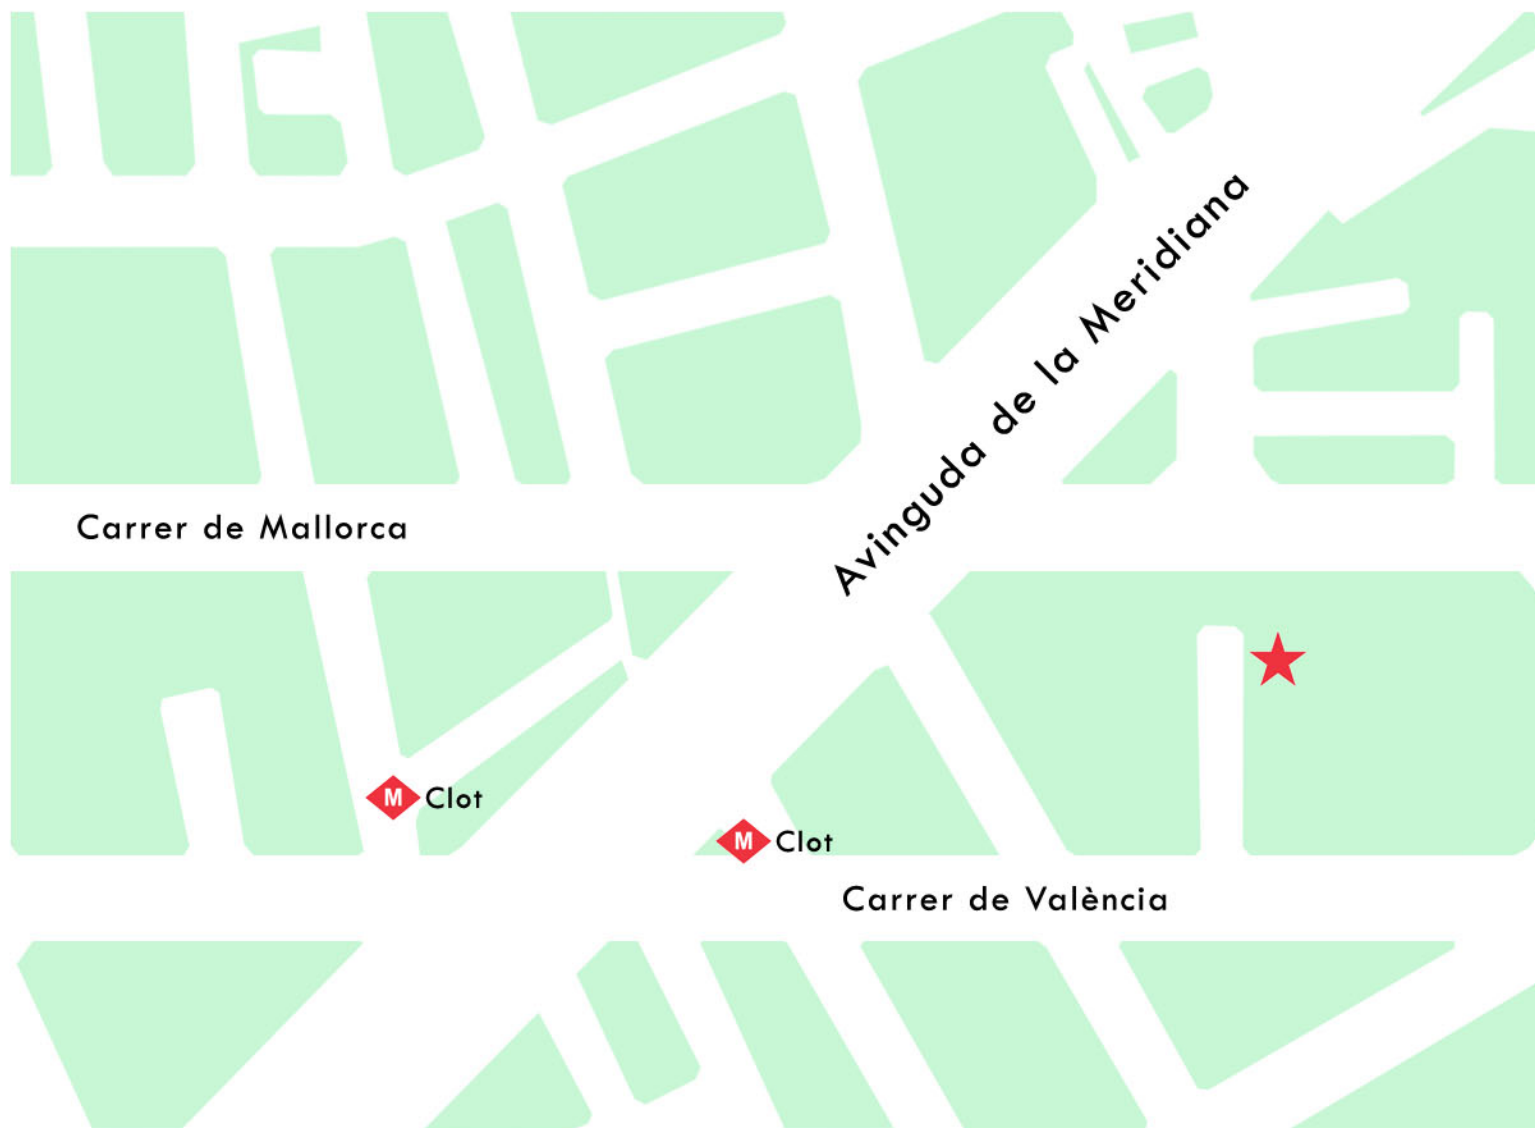 Avinguda de la Meridiana
Carrer de Mallorca
M Clot
M Clot
Carrer de València